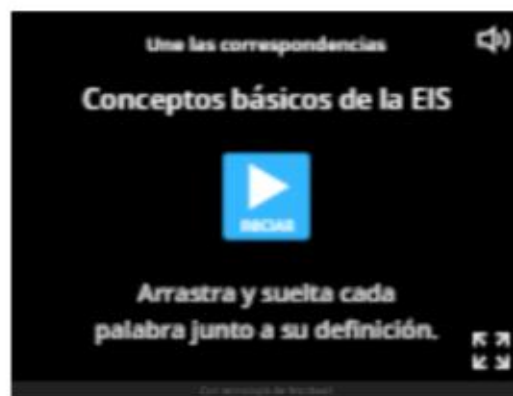 Une las correspondencias
Conceptos básicos de la EIS
INICIAR
Arrastra y suelta cada
palabra junto a su definición.